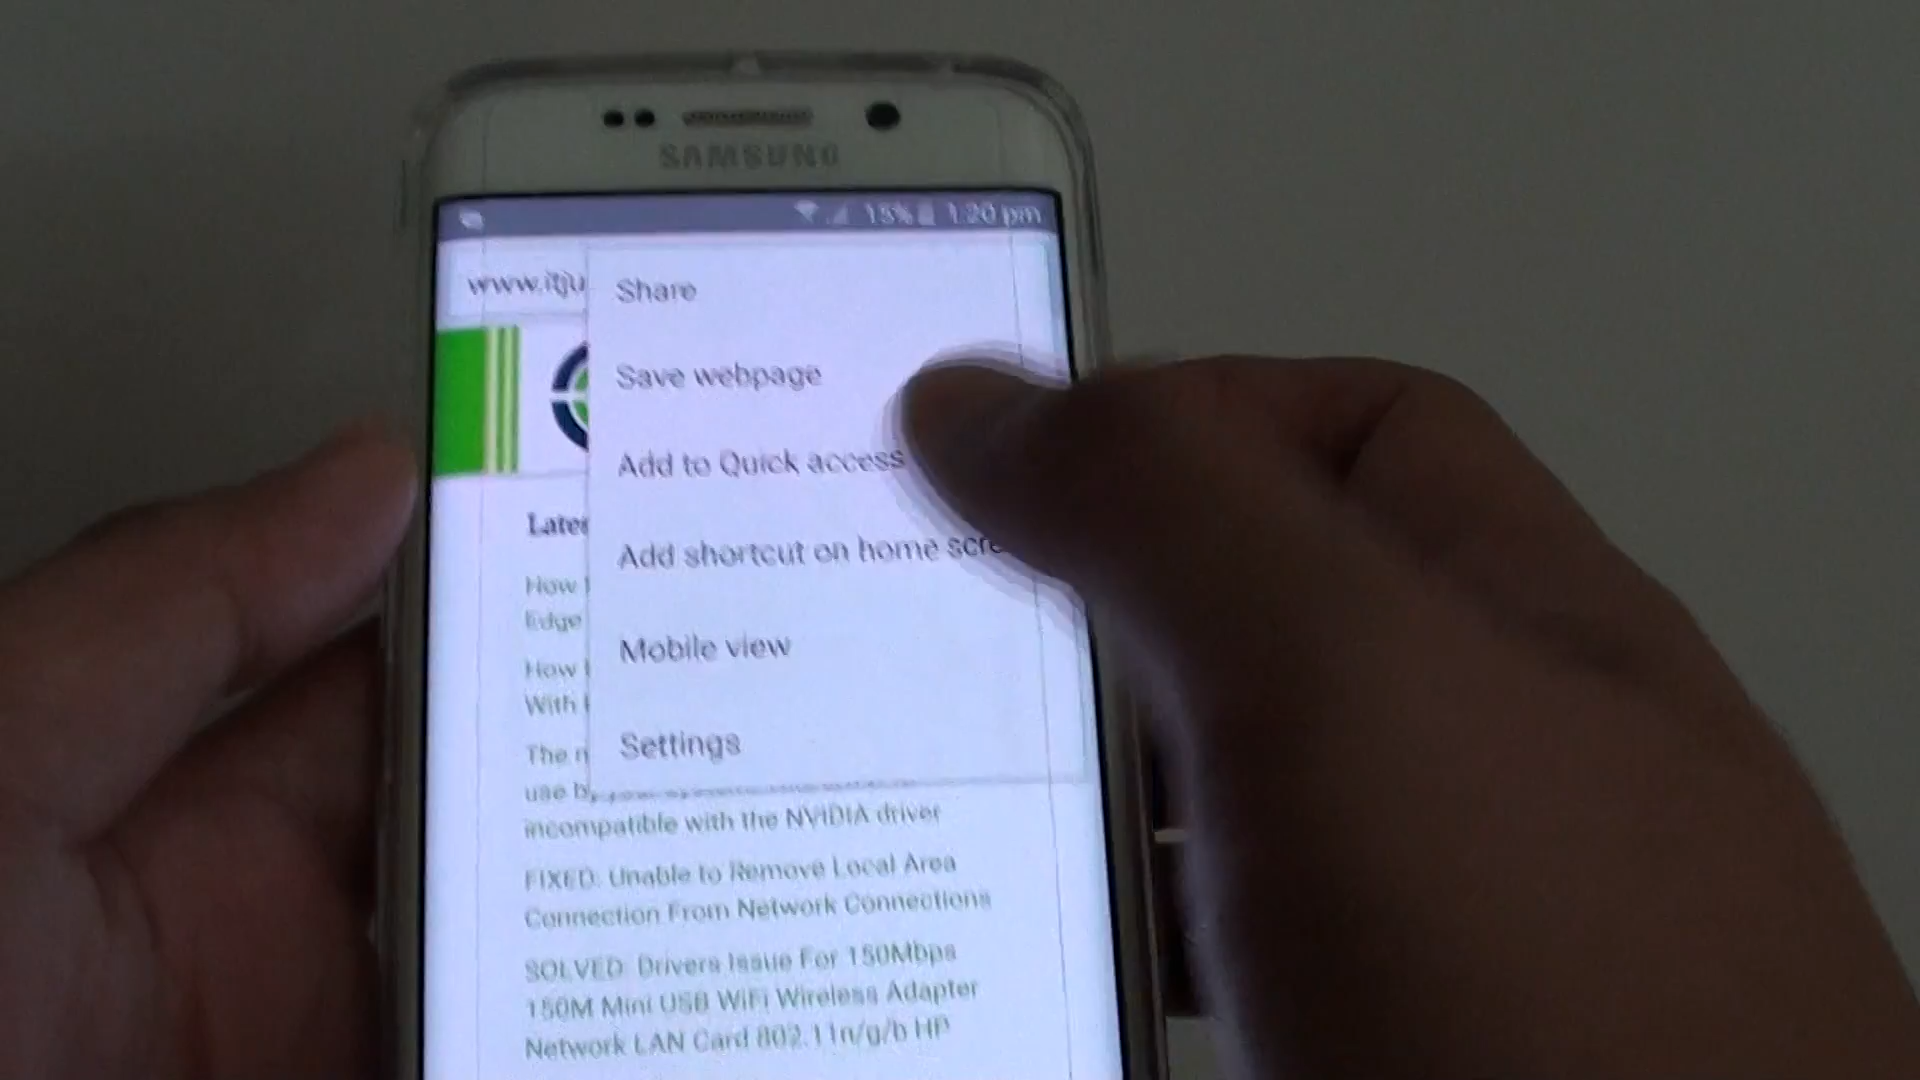 SAMSUNG
15% 1:20 pm
www.itju
Share
Save webpage
Add to Quick access
Add shortcut on home scre
Mobile view
Settings
Lates
How
Edge
How
With
The n
use b
incompatible with the NVIDIA driver
FIXED: Unable to Remove Local Area
Connection From Network Connections
SOLVED: Drivers Issue For 150Mbps
150M Mini USB WiFi Wireless Adapter
Network LAN Card 802.11n/g/b HP